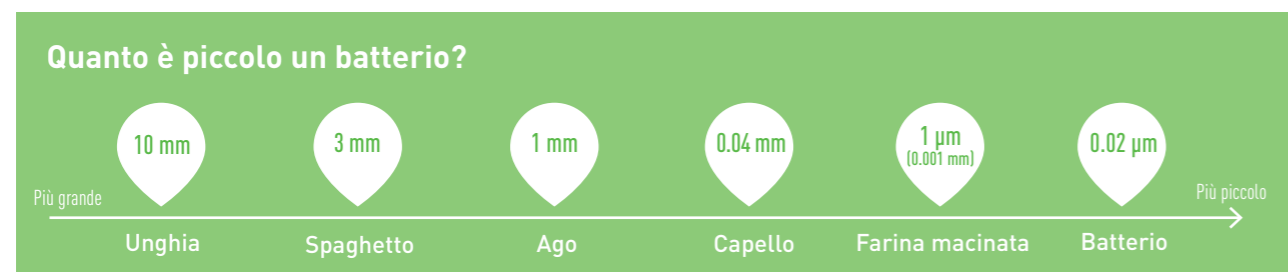 Quanto è piccolo un batterio?
10 mm
3 mm
1 mm
0.04 mm
1 µm
(0.001 mm)
0.02 µm
Più grande
Più piccolo
Unghia
Spaghetto
Ago
Capello
Farina macinata
Batterio